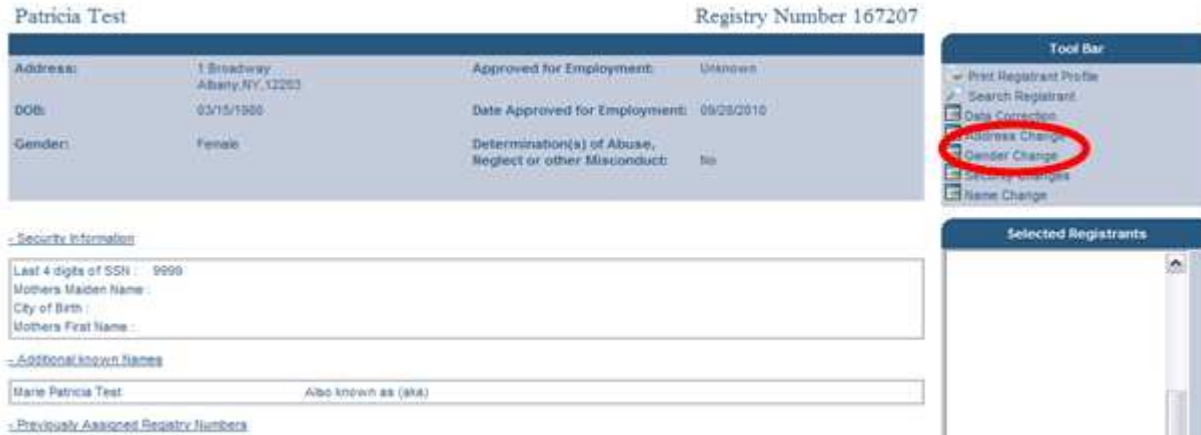 Patricia Test
Registry Number 167207
Address: 1 Broadway Approved for Employment: Unknown
Albany,NY,12203
DOB: 03/15/1980 Date Approved for Employment: 09/28/2010
Gender: Female Determination(s) of Abuse,
Neglect or other Misconduct: No
- Security Information
Last 4 digits of SSN : 9999
Mothers Maiden Name :
City of Birth :
Mothers First Name :
- Additional known Names
Marie Patricia Test Also known as (aka)
- Previously Assigned Registry Numbers
Tool Bar
Print Registrant Profile
Search Registrant
Data Correction
Address Change
Gender Change
Security Changes
Name Change
Selected Registrants